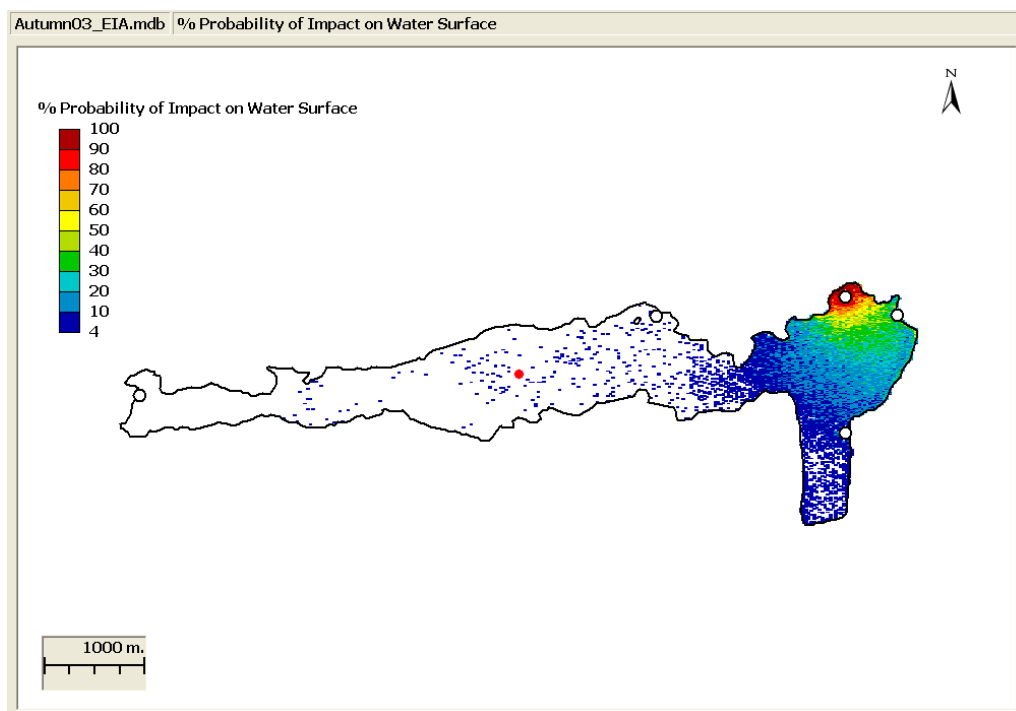 Autumn03_EIA.mdb % Probability of Impact on Water Surface
N
% Probability of Impact on Water Surface
100
90
80
70
60
50
40
30
20
10
4
1000 m.